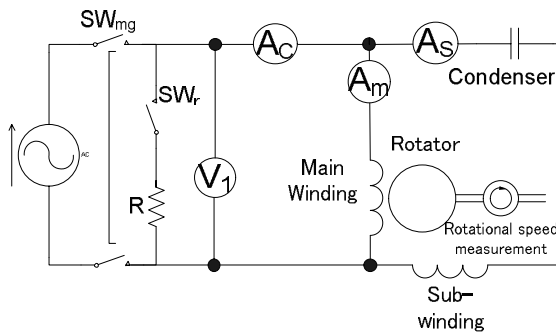 SWmg
AC
AS
Condenser
Am
SWr
AC
Main
Winding
Rotator
V1
R
Rotational speed
measurement
Sub-
winding